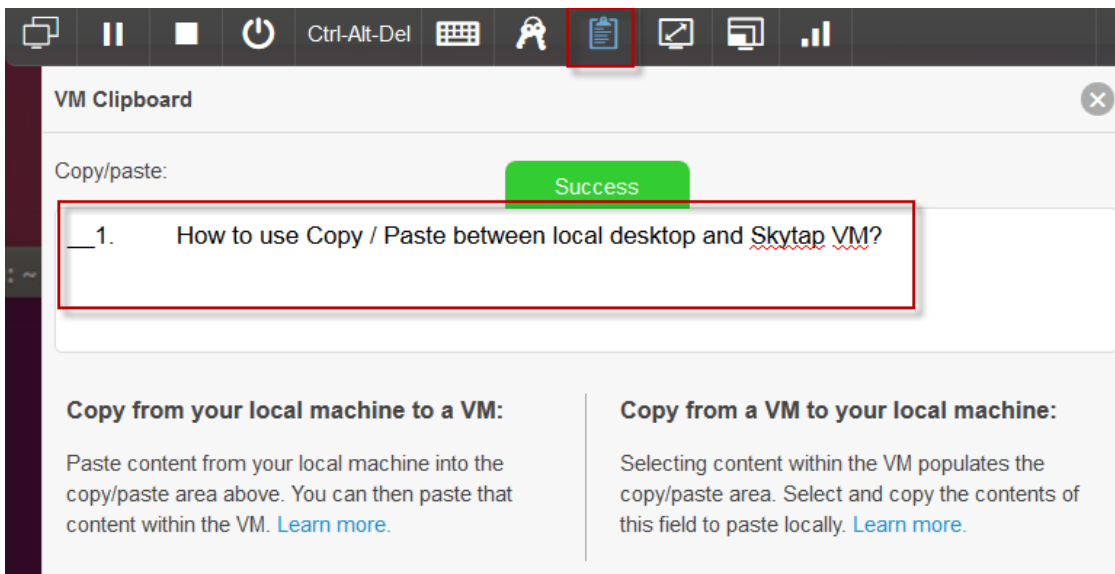 Ctrl-Alt-Del
VM Clipboard
Copy/paste:
Success
__1. How to use Copy / Paste between local desktop and Skytap VM?
: ~
Copy from your local machine to a VM:
Paste content from your local machine into the
copy/paste area above. You can then paste that
content within the VM. Learn more.
Copy from a VM to your local machine:
Selecting content within the VM populates the
copy/paste area. Select and copy the contents of
this field to paste locally. Learn more.